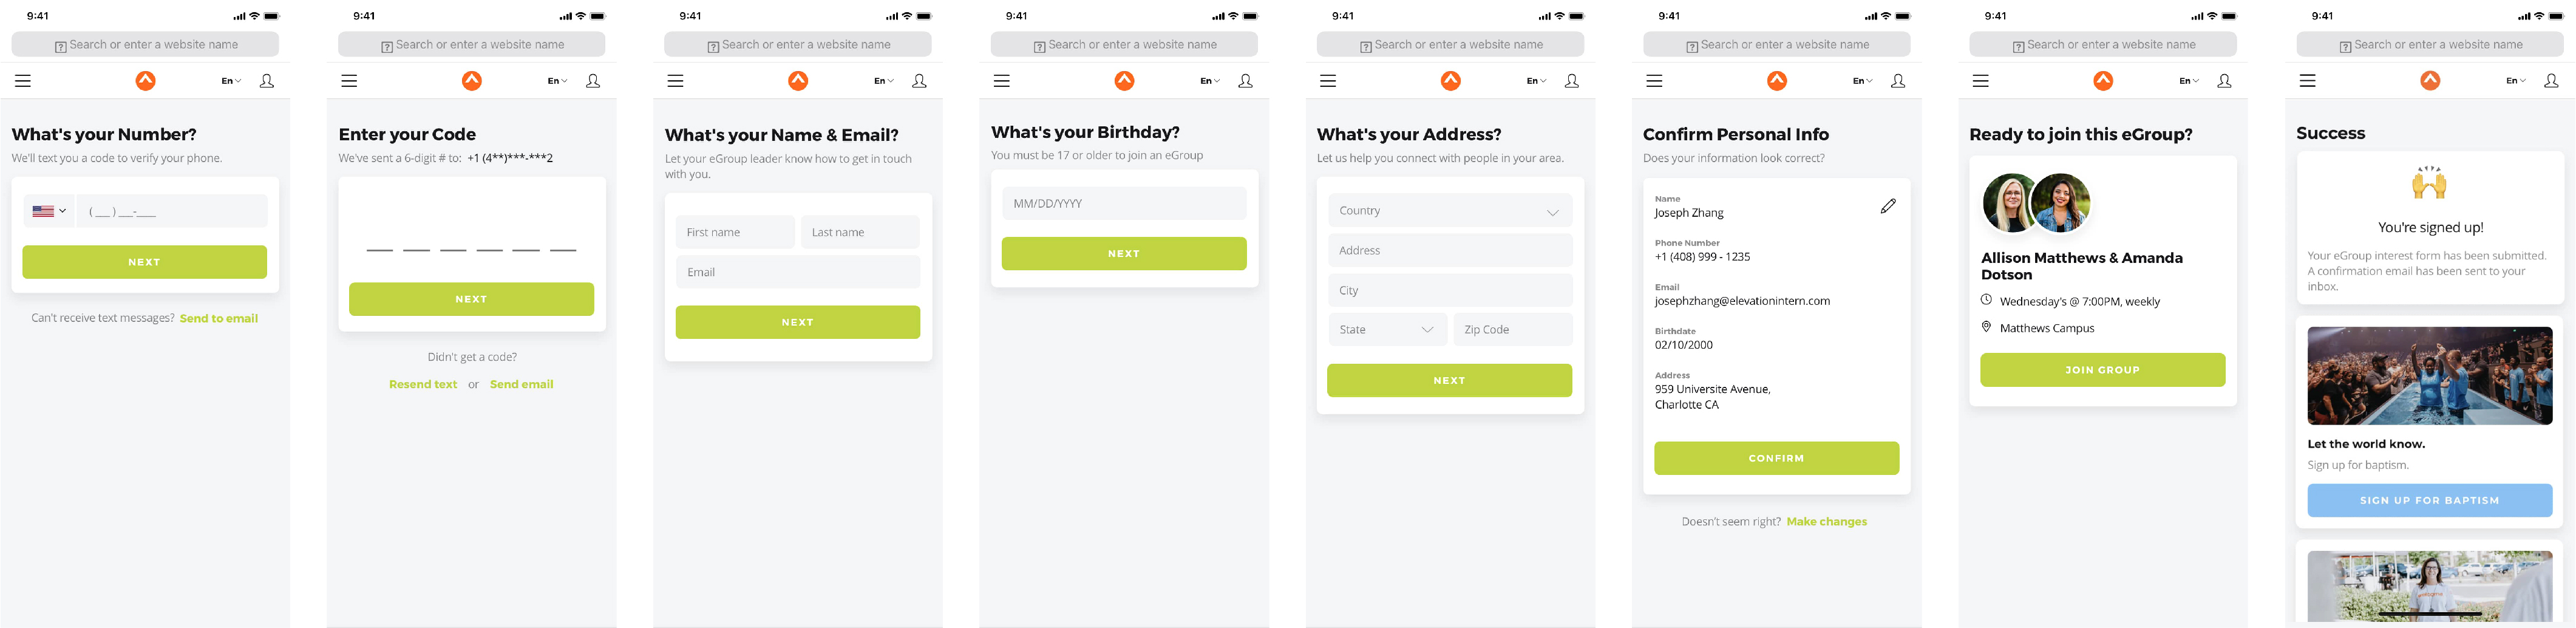 9:41
Search or enter a website name
En
What's your Number?
We'll text you a code to verify your phone.
( __ ) __-___
NEXT
Can't receive text messages? Send to email
9:41
Search or enter a website name
En
Enter your Code
We've sent a 6-digit # to: +1 (4**)***-***2
NEXT
Didn't get a code?
Resend text or Send email
9:41
Search or enter a website name
En
What's your Name & Email?
Let your eGroup leader know how to get in touch
with you.
First name Last name
Email
NEXT
9:41
Search or enter a website name
En
What's your Birthday?
You must be 17 or older to join an eGroup
MM/DD/YYYY
NEXT
9:41
Search or enter a website name
En
What's your Address?
Let us help you connect with people in your area.
Country
Address
City
State Zip Code
NEXT
9:41
Search or enter a website name
En
Confirm Personal Info
Does your information look correct?
Name
Joseph Zhang
Phone Number
+1 (408) 999 - 1235
Email
josephzhang@elevationintern.com
Birthdate
02/10/2000
Address
959 Universite Avenue,
Charlotte CA
CONFIRM
Doesn't seem right? Make changes
9:41
Search or enter a website name
En
Ready to join this eGroup?
Allison Matthews & Amanda
Dotson
Wednesday's @ 7:00PM, weekly
Matthews Campus
JOIN GROUP
9:41
Search or enter a website name
En
Success
You're signed up!
Your eGroup interest form has been submitted.
A confirmation email has been sent to your
inbox.
Let the world know.
Sign up for baptism.
SIGN UP FOR BAPTISM